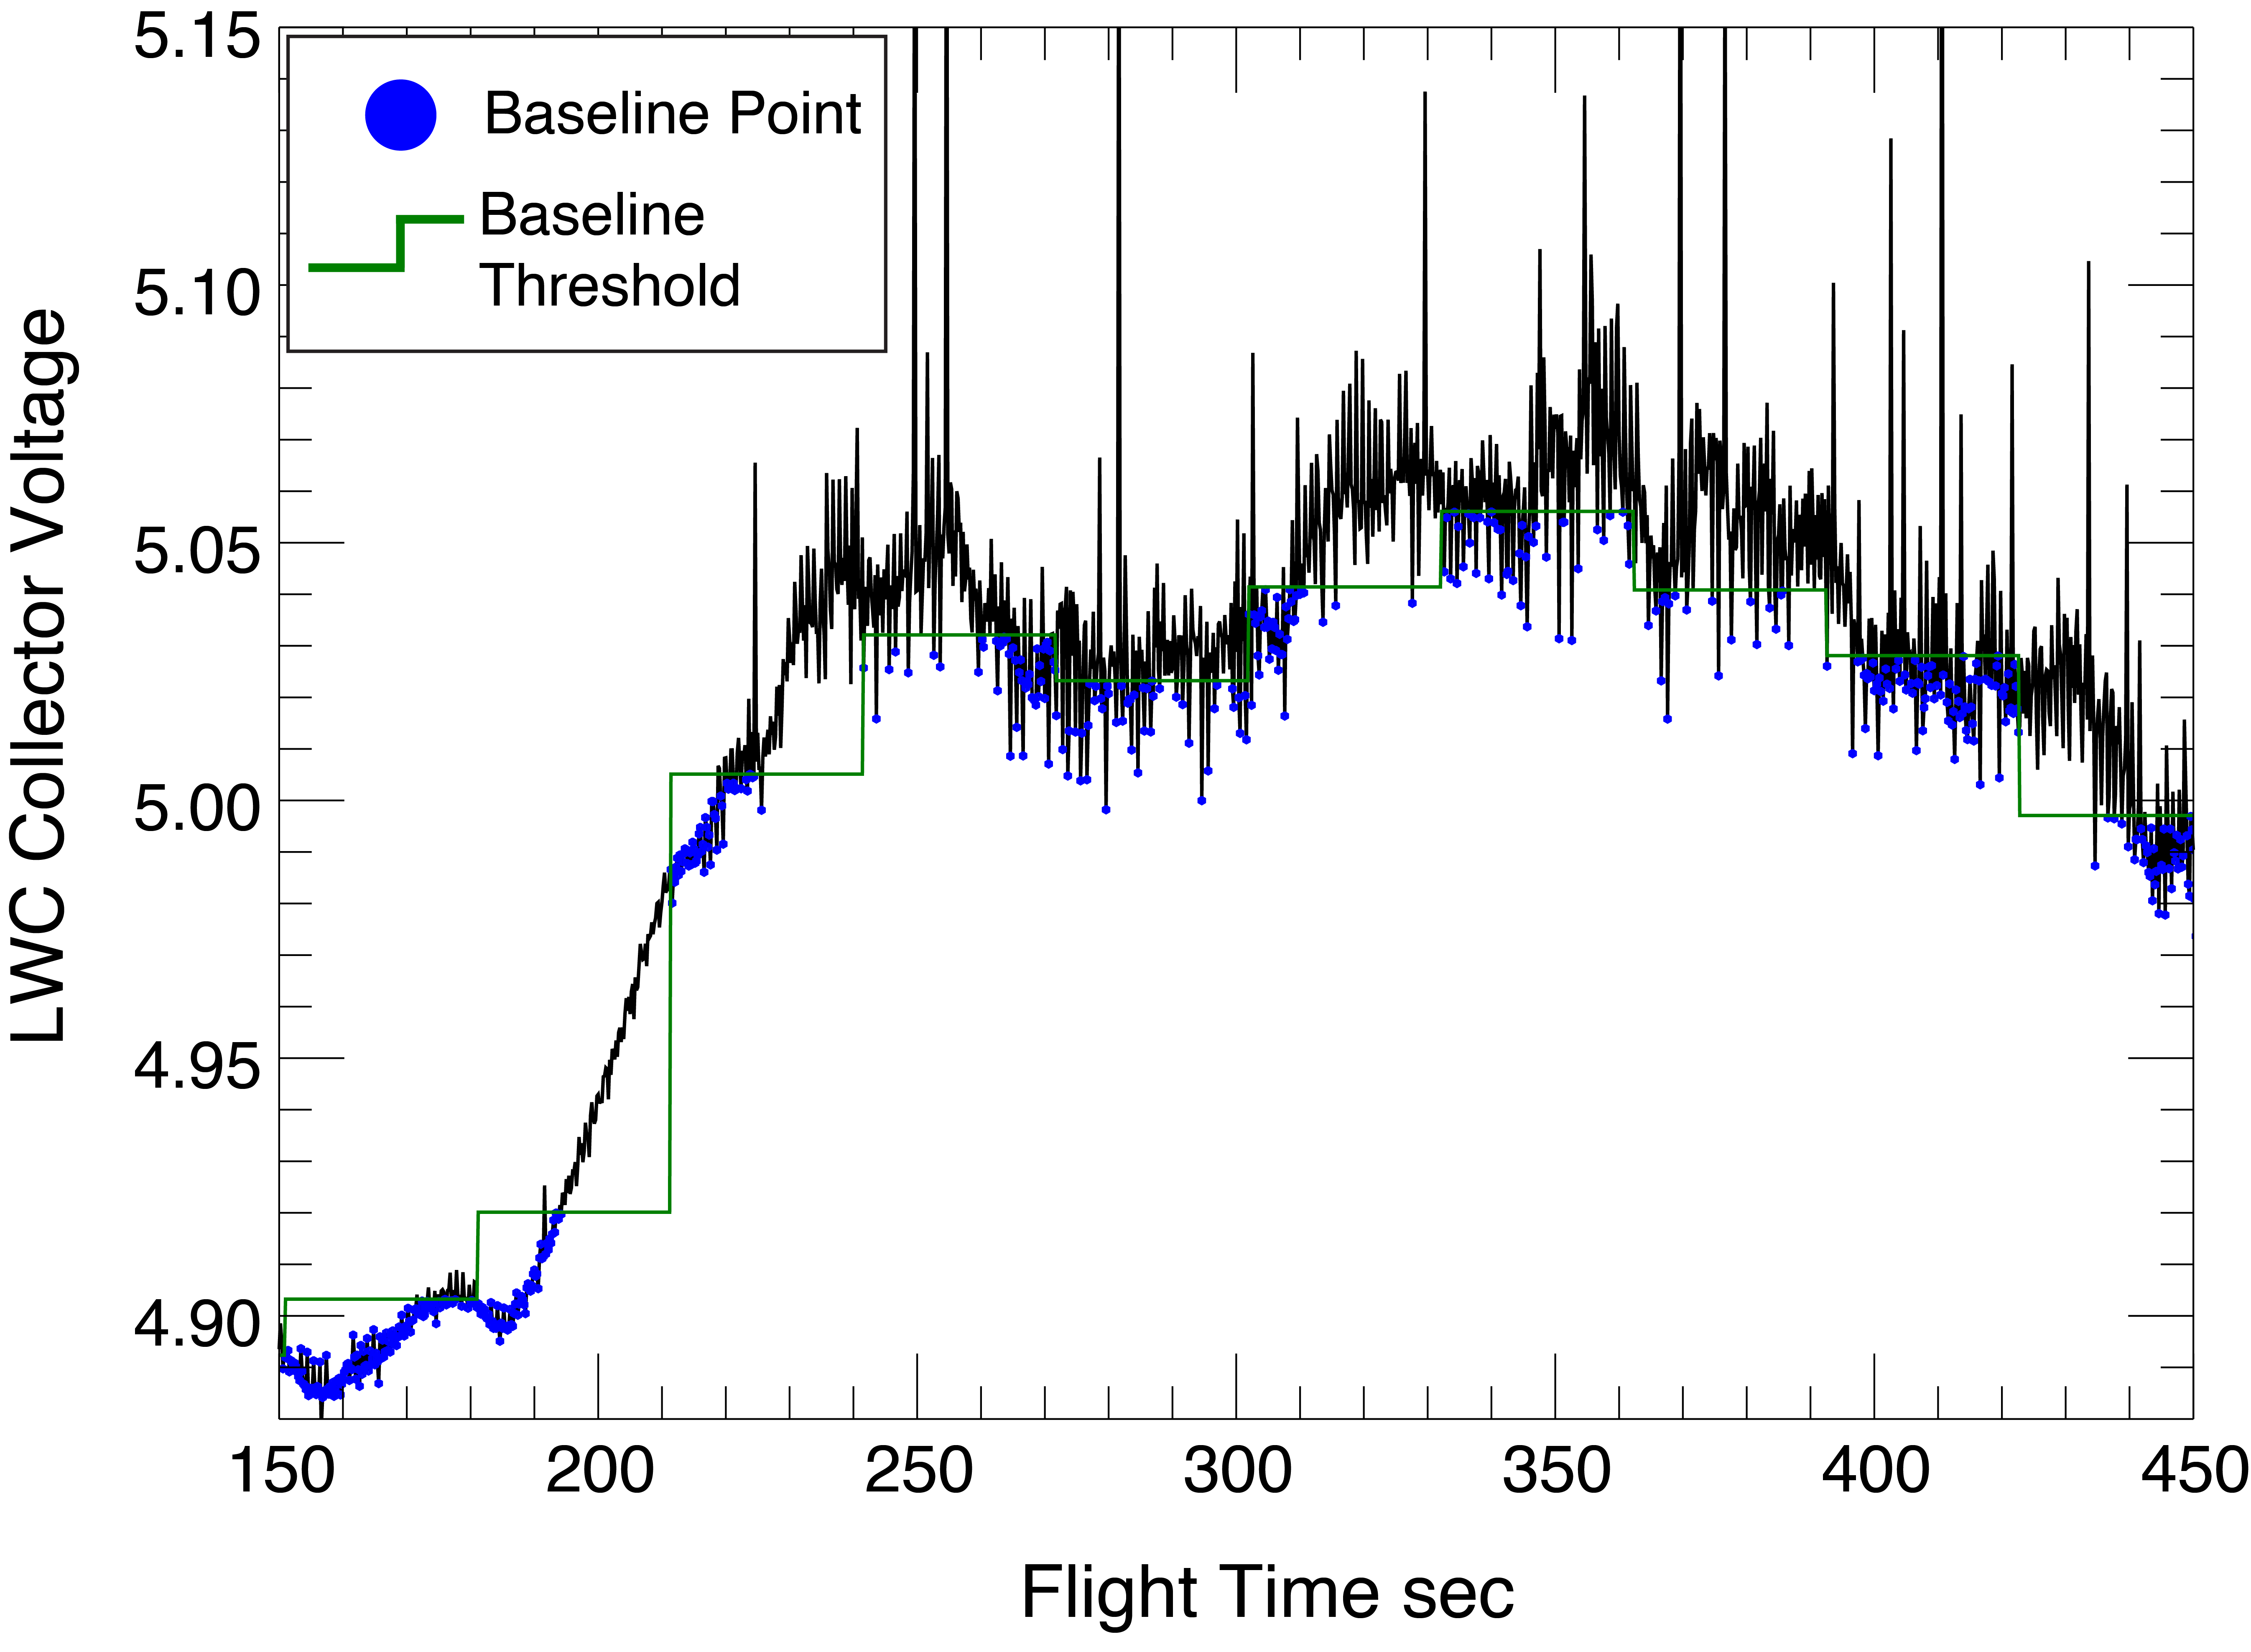 5.15
5.10
5.05
5.00
4.95
4.90
LWC Collector Voltage
Baseline Point
Baseline
Threshold
150
200
250
300
350
400
450
Flight Time sec